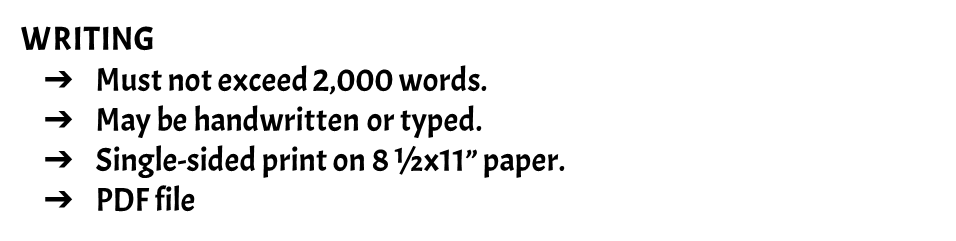 WRITING
➔ Must not exceed 2,000 words.
➔ May be handwritten or typed.
➔ Single-sided print on 8 ½x11” paper.
➔ PDF file